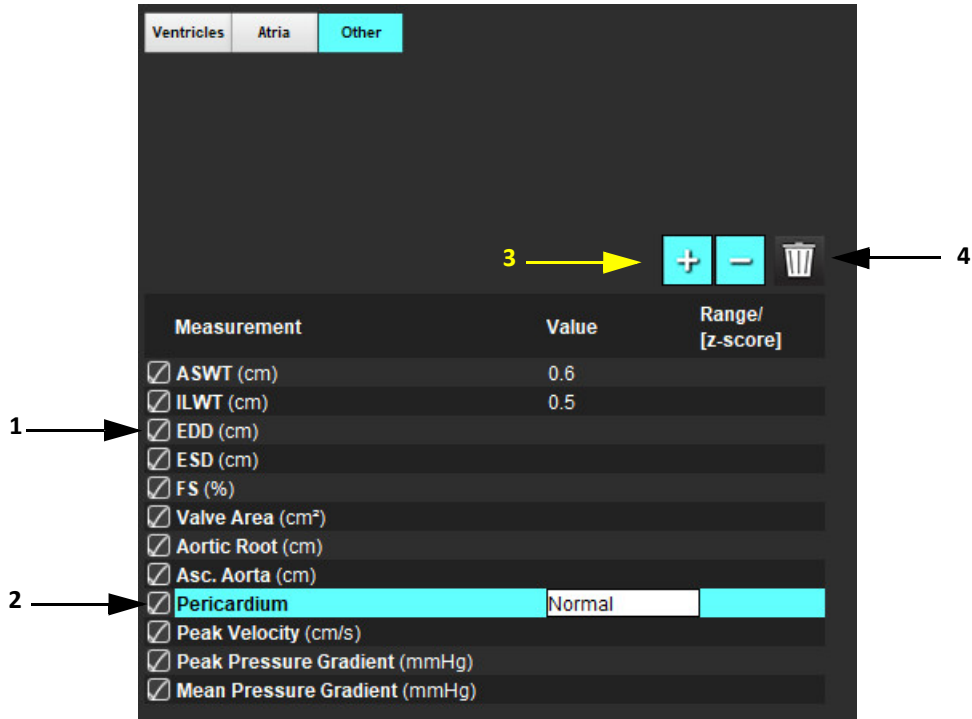 Ventricles Atria Other
3 + − 4
Measurement Value Range/
[z-score]
ASWT (cm) 0.6
ILWT (cm) 0.5
1 EDD (cm)
ESD (cm)
FS (%)
Valve Area (cm²)
Aortic Root (cm)
Asc. Aorta (cm)
2 Pericardium Normal
Peak Velocity (cm/s)
Peak Pressure Gradient (mmHg)
Mean Pressure Gradient (mmHg)